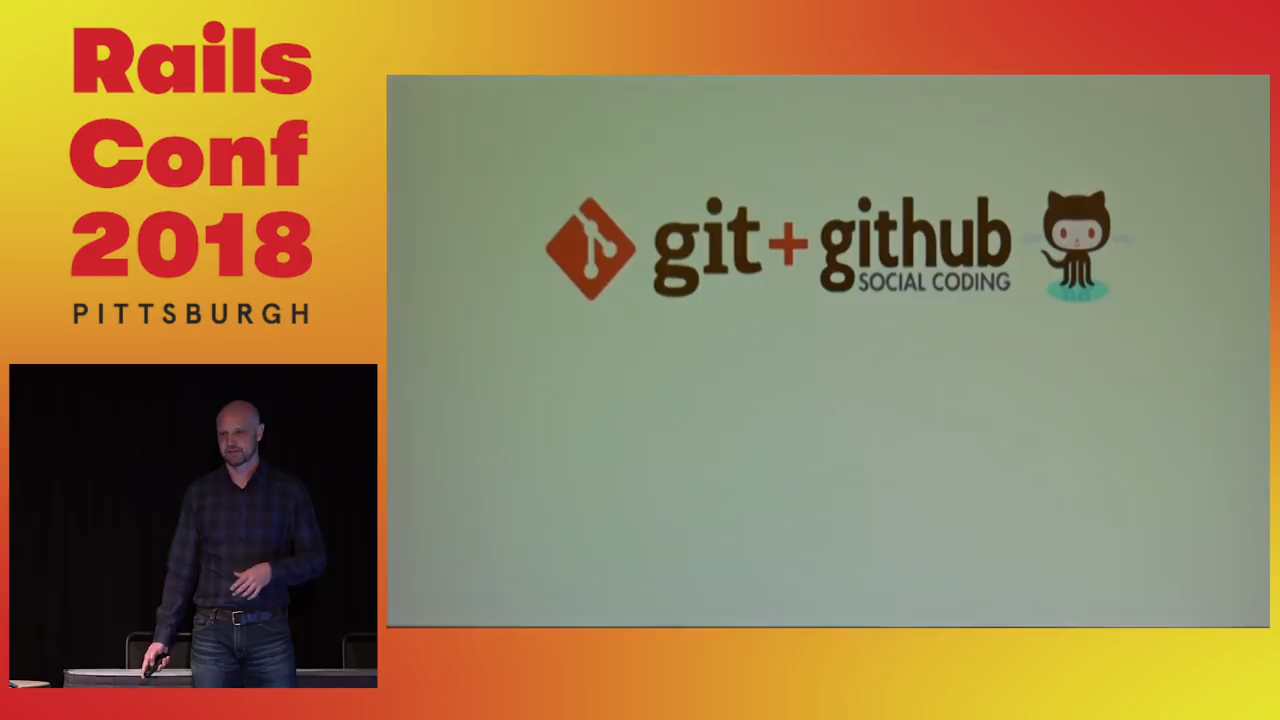 Rails
Conf
2018
PITTSBURGH
git + github
SOCIAL CODING